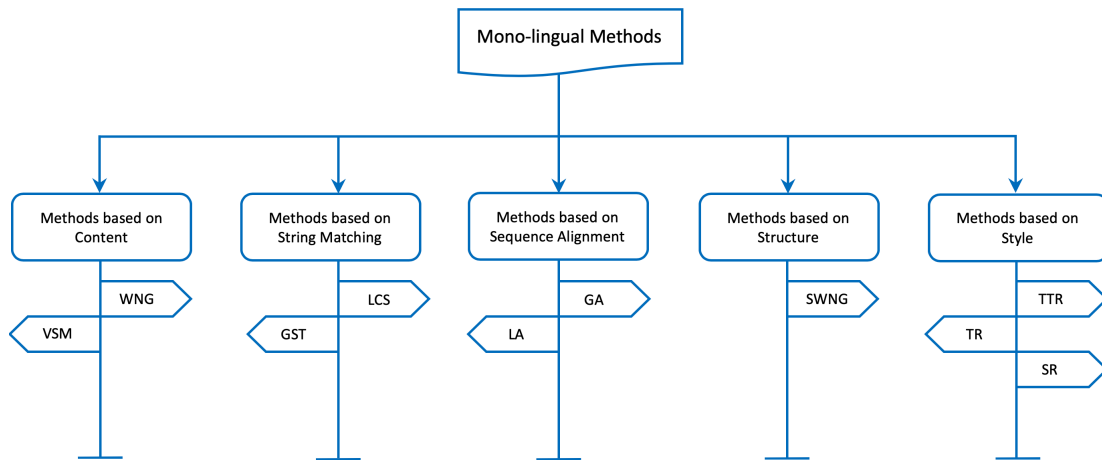 Mono-lingual Methods
Methods based on
Content
Methods based on
String Matching
Methods based on
Sequence Alignment
Methods based on
Structure
Methods based on
Style
WNG
VSM
LCS
GST
GA
LA
SWNG
TTR
TR
SR